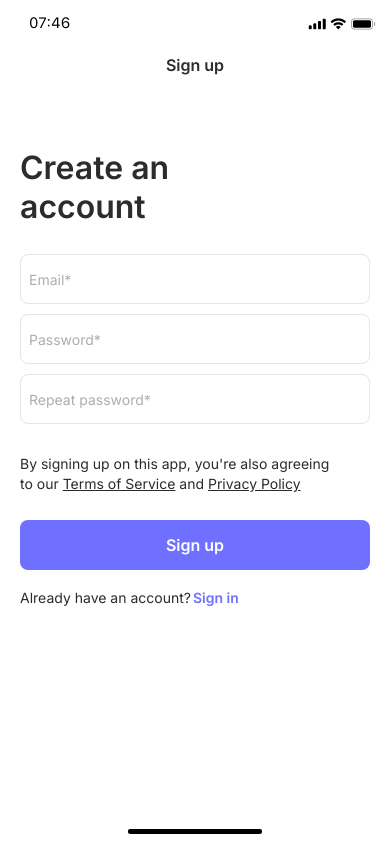 07:46
Sign up
Create an
account
Email*
Password*
Repeat password*
By signing up on this app, you're also agreeing
to our Terms of Service and Privacy Policy
Sign up
Already have an account? Sign in